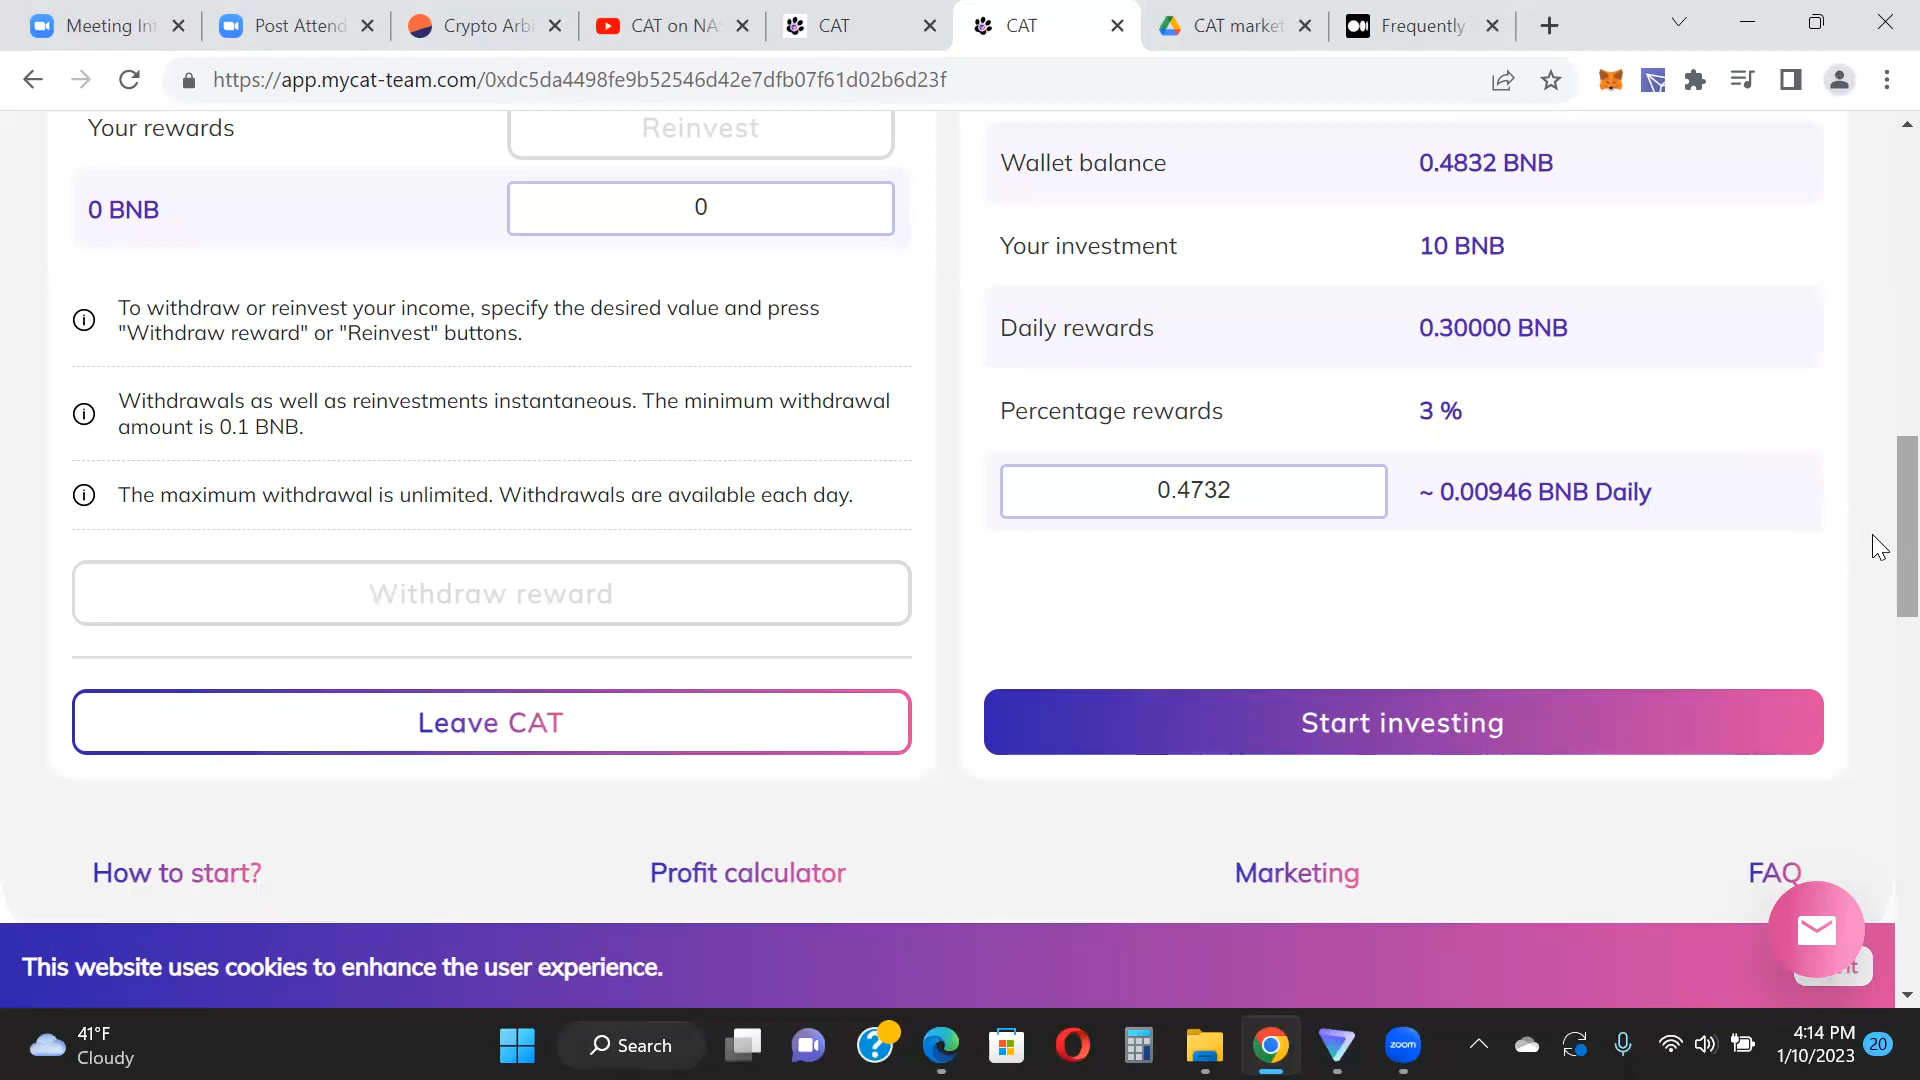 Meeting In
Post Attend
Crypto Arbi
CAT on NA
CAT
CAT
CAT market
Frequently
https://app.mycat-team.com/0xdc5da4498fe9b52546d42e7dfb07f61d02b6d23f
Your rewards
Reinvest
0 BNB
0
To withdraw or reinvest your income, specify the desired value and press
"Withdraw reward" or "Reinvest" buttons.
Withdrawals as well as reinvestments instantaneous. The minimum withdrawal
amount is 0.1 BNB.
The maximum withdrawal is unlimited. Withdrawals are available each day.
Withdraw reward
Leave CAT
Wallet balance 0.4832 BNB
Your investment 10 BNB
Daily rewards 0.30000 BNB
Percentage rewards 3 %
0.4732 ~ 0.00946 BNB Daily
Start investing
How to start?
Profit calculator
Marketing
FAQ
This website uses cookies to enhance the user experience.
41°F
Cloudy
Search
zoom
4:14 PM
1/10/2023
20